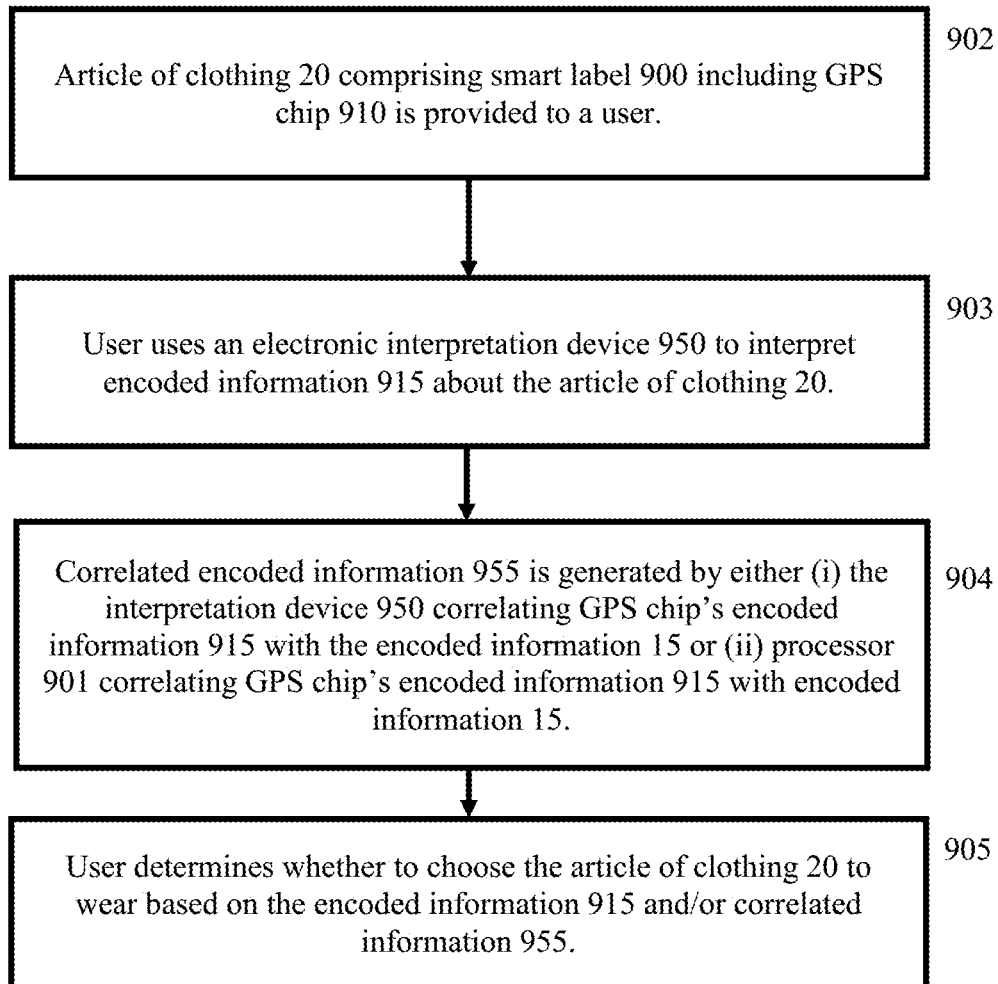 902
Article of clothing 20 comprising smart label 900 including GPS
chip 910 is provided to a user.
903
User uses an electronic interpretation device 950 to interpret
encoded information 915 about the article of clothing 20.
904
Correlated encoded information 955 is generated by either (i) the
interpretation device 950 correlating GPS chip's encoded
information 915 with the encoded information 15 or (ii) processor
901 correlating GPS chip's encoded information 915 with encoded
information 15.
905
User determines whether to choose the article of clothing 20 to
wear based on the encoded information 915 and/or correlated
information 955.